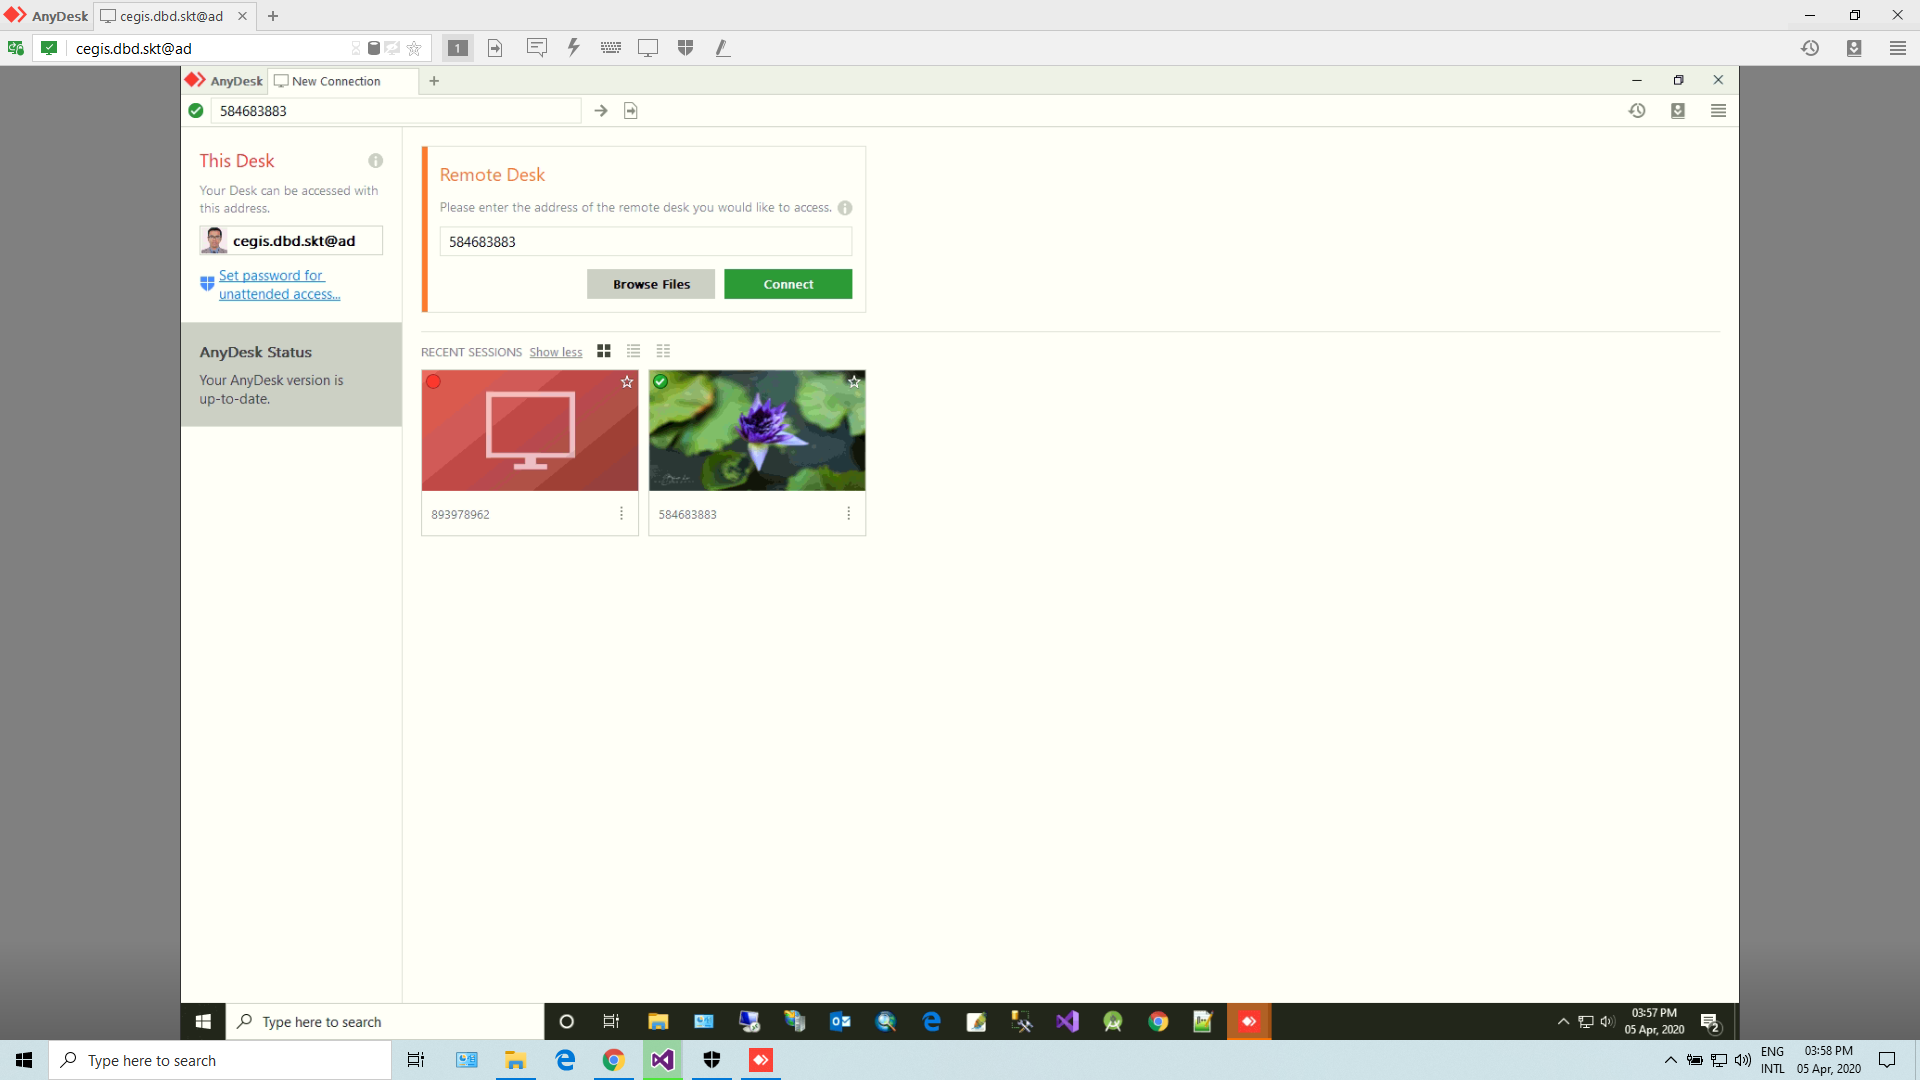 AnyDesk
cegis.dbd.skt@ad
cegis.dbd.skt@ad
1
AnyDesk
New Connection
584683883
This Desk
Your Desk can be accessed with
this address.
cegis.dbd.skt@ad
Set password for
unattended access...
AnyDesk Status
Your AnyDesk version is
up-to-date.
Remote Desk
Please enter the address of the remote desk you would like to access.
584683883
Browse Files
Connect
RECENT SESSIONS Show less
893978962
584683883
Type here to search
03:57 PM
05 Apr, 2020
2
Type here to search
ENG
INTL
03:58 PM
05 Apr, 2020